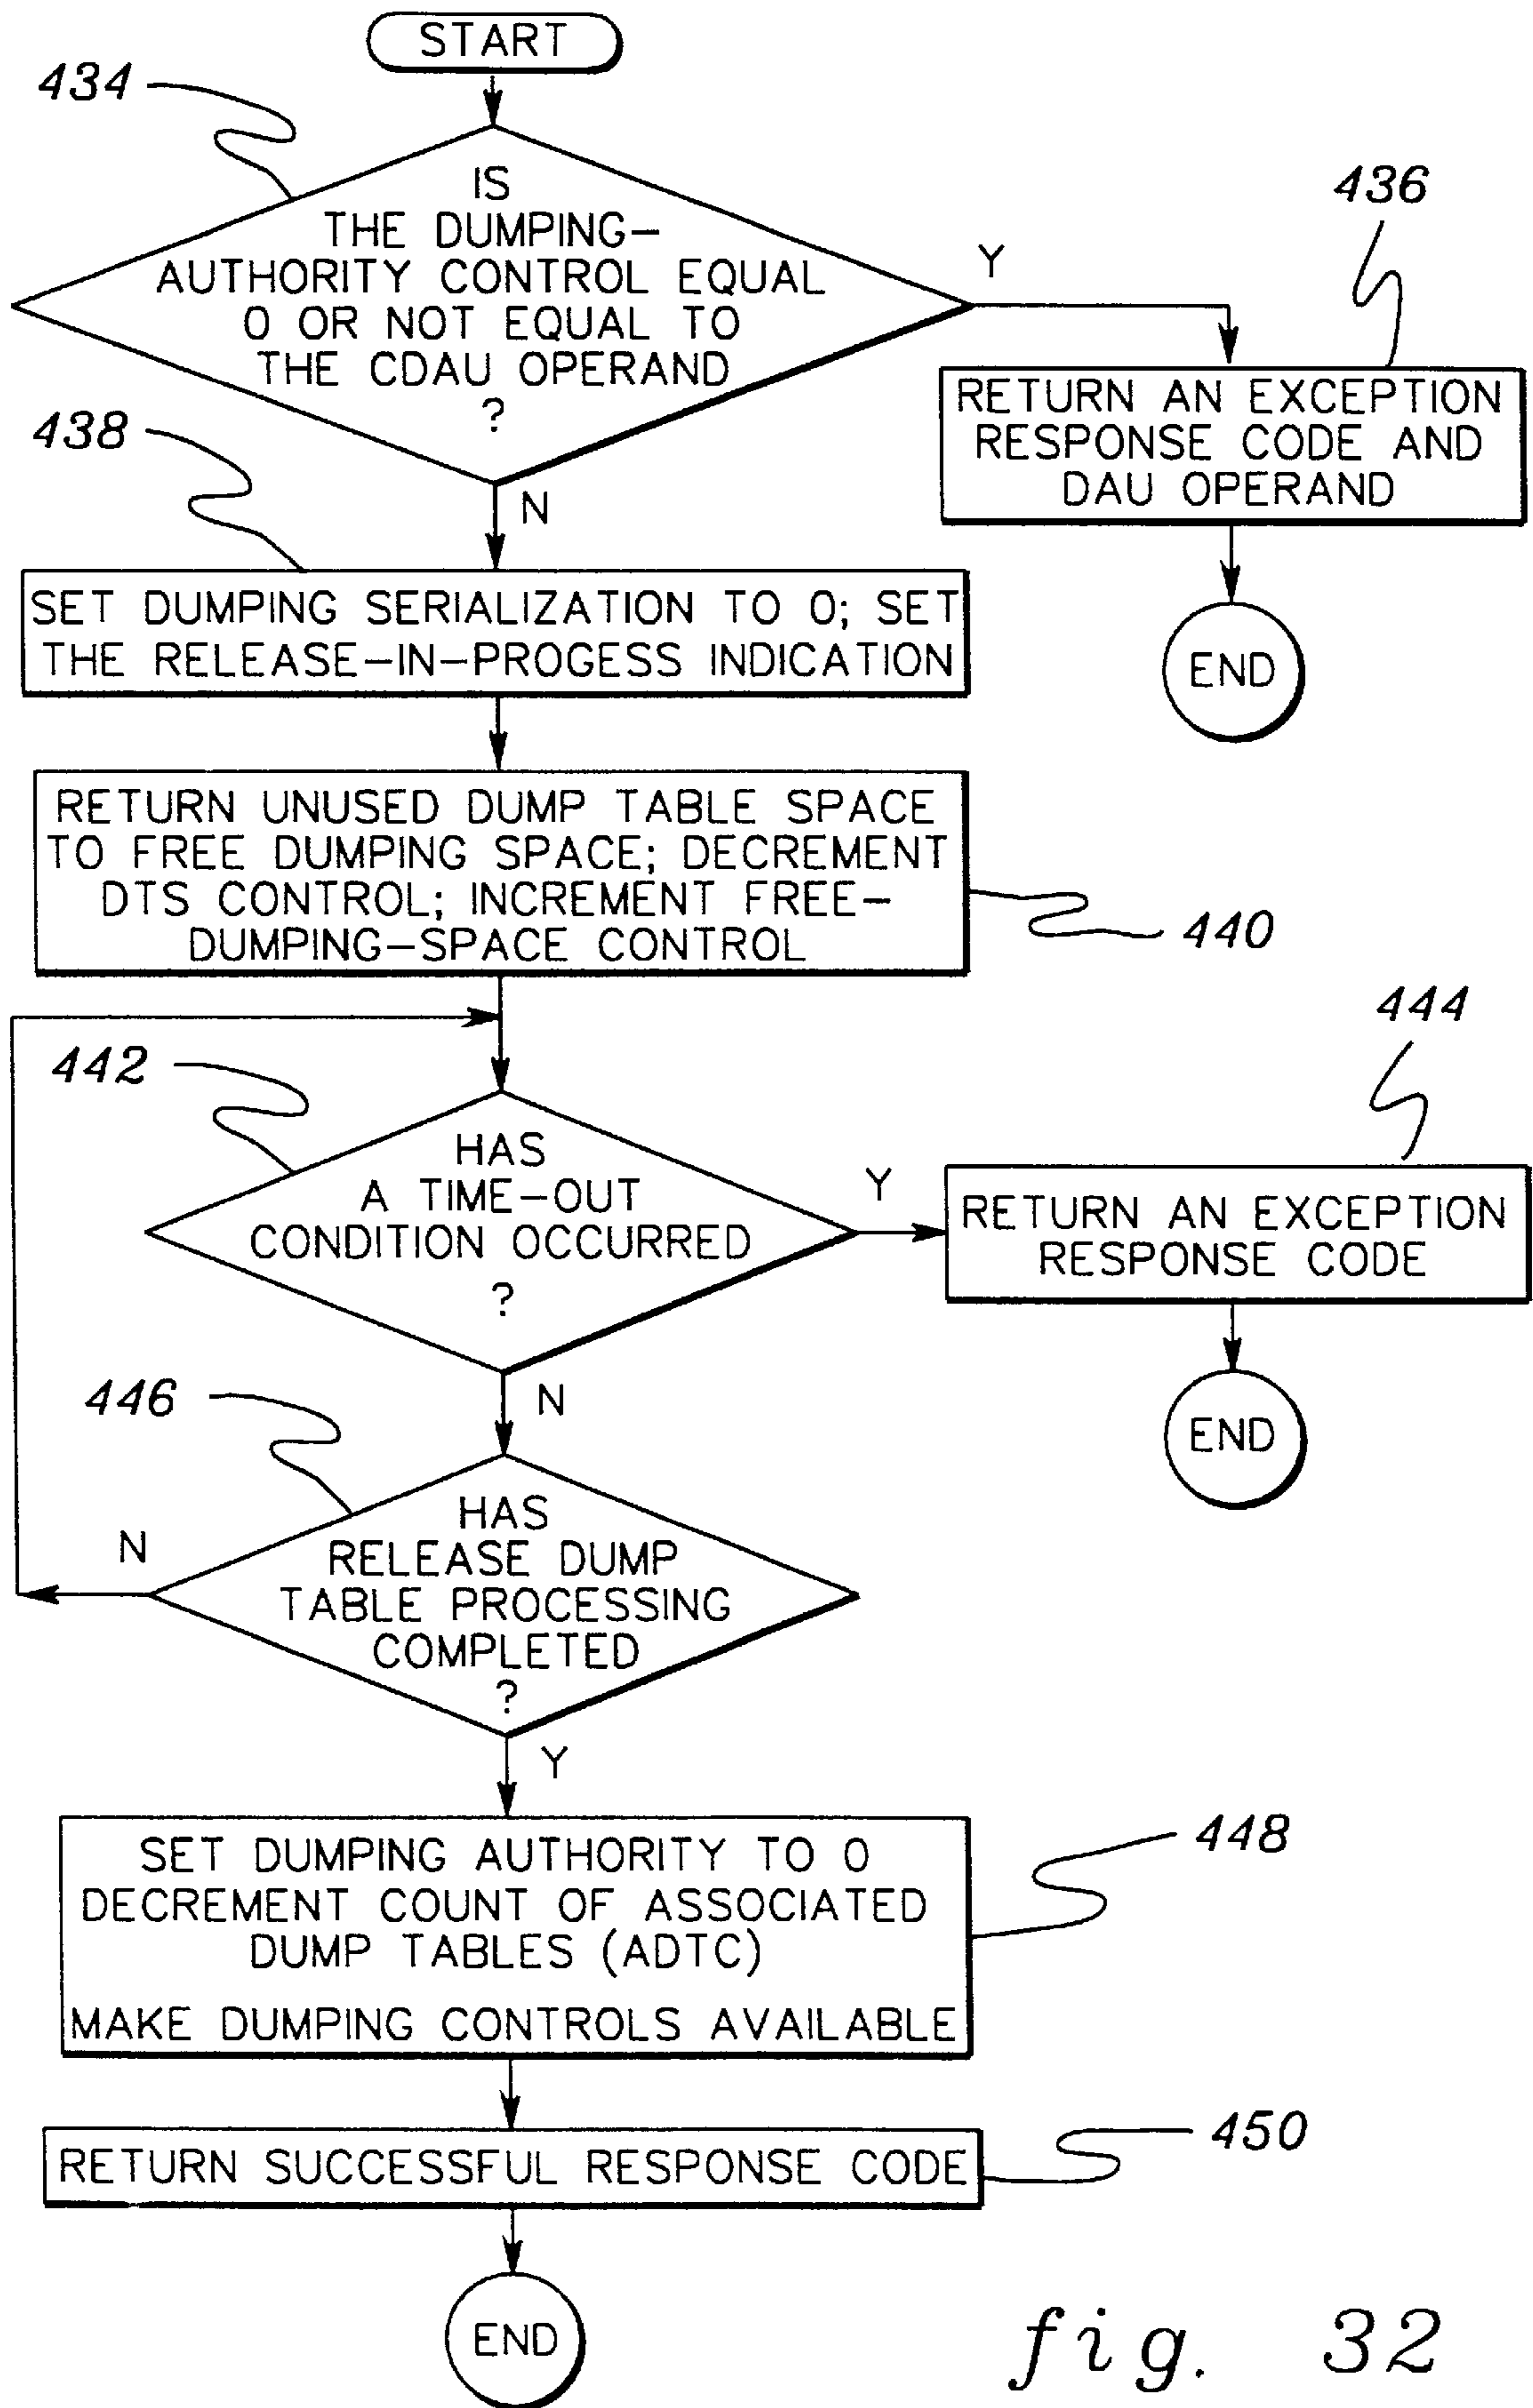 START
434
IS
THE DUMPING-
AUTHORITY CONTROL EQUAL
0 OR NOT EQUAL TO
THE CDAU OPERAND
?
Y
436
RETURN AN EXCEPTION
RESPONSE CODE AND
DAU OPERAND
END
N
438
SET DUMPING SERIALIZATION TO 0; SET
THE RELEASE-IN-PROGESS INDICATION
RETURN UNUSED DUMP TABLE SPACE
TO FREE DUMPING SPACE; DECREMENT
DTS CONTROL; INCREMENT FREE-
DUMPING-SPACE CONTROL
440
442
HAS
A TIME-OUT
CONDITION OCCURRED
?
Y
444
RETURN AN EXCEPTION
RESPONSE CODE
END
N
446
HAS
RELEASE DUMP
TABLE PROCESSING
COMPLETED
?
N
Y
SET DUMPING AUTHORITY TO 0
DECREMENT COUNT OF ASSOCIATED
DUMP TABLES (ADTC)
MAKE DUMPING CONTROLS AVAILABLE
448
RETURN SUCCESSFUL RESPONSE CODE
450
END
fig. 32